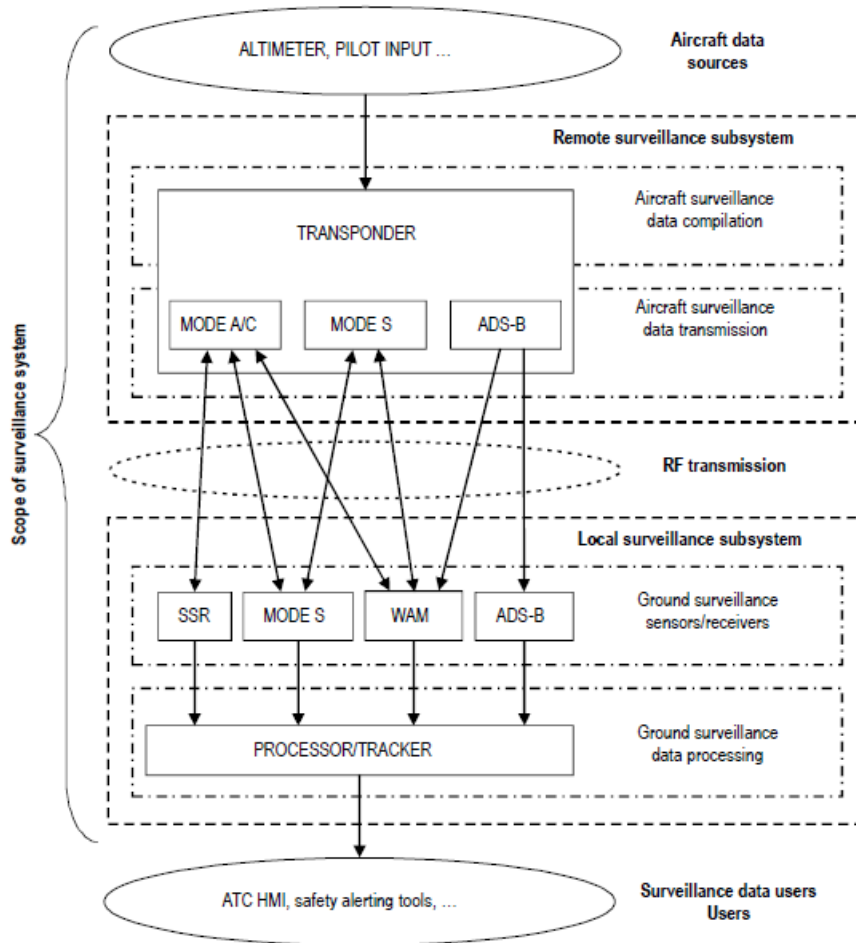 ALTIMETER, PILOT INPUT …
Aircraft data
sources
Remote surveillance subsystem
Aircraft surveillance
data compilation
TRANSPONDER
Aircraft surveillance
data transmission
MODE A/C
MODE S
ADS-B
Scope of surveillance system
RF transmission
Local surveillance subsystem
SSR
MODE S
WAM
ADS-B
Ground surveillance
sensors/receivers
PROCESSOR/TRACKER
Ground surveillance
data processing
ATC HMI, safety alerting tools, …
Surveillance data users
Users